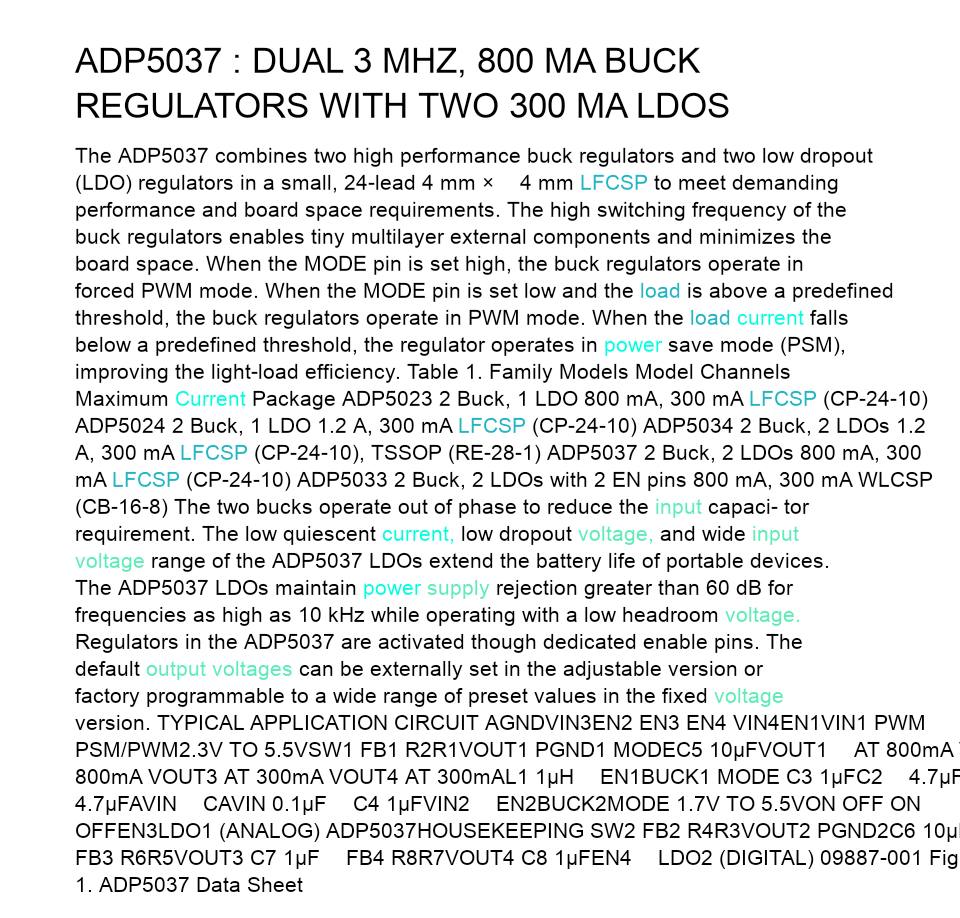 ADP5037 : DUAL 3 MHZ, 800 MA BUCK
REGULATORS WITH TWO 300 MA LDOS
The ADP5037 combines two high performance buck regulators and two low dropout
(LDO) regulators in a small, 24-lead 4 mm × 4 mm LFCSP to meet demanding
performance and board space requirements. The high switching frequency of the
buck regulators enables tiny multilayer external components and minimizes the
board space. When the MODE pin is set high, the buck regulators operate in
forced PWM mode. When the MODE pin is set low and the load is above a predefined
threshold, the buck regulators operate in PWM mode. When the load current falls
below a predefined threshold, the regulator operates in power save mode (PSM),
improving the light-load efficiency. Table 1. Family Models Model Channels
Maximum Current Package ADP5023 2 Buck, 1 LDO 800 mA, 300 mA LFCSP (CP-24-10)
ADP5024 2 Buck, 1 LDO 1.2 A, 300 mA LFCSP (CP-24-10) ADP5034 2 Buck, 2 LDOs 1.2
A, 300 mA LFCSP (CP-24-10), TSSOP (RE-28-1) ADP5037 2 Buck, 2 LDOs 800 mA, 300
mA LFCSP (CP-24-10) ADP5033 2 Buck, 2 LDOs with 2 EN pins 800 mA, 300 mA WLCSP
(CB-16-8) The two bucks operate out of phase to reduce the input capaci- tor
requirement. The low quiescent current, low dropout voltage, and wide input
voltage range of the ADP5037 LDOs extend the battery life of portable devices.
The ADP5037 LDOs maintain power supply rejection greater than 60 dB for
frequencies as high as 10 kHz while operating with a low headroom voltage.
Regulators in the ADP5037 are activated though dedicated enable pins. The
default output voltages can be externally set in the adjustable version or
factory programmable to a wide range of preset values in the fixed voltage
version. TYPICAL APPLICATION CIRCUIT AGNDVIN3EN2 EN3 EN4 VIN4EN1VIN1 PWM
PSM/PWM2.3V TO 5.5VSW1 FB1 R2R1VOUT1 PGND1 MODEC5 10µFVOUT1 AT 800mA
800mA VOUT3 AT 300mA VOUT4 AT 300mAL1 1µH EN1BUCK1 MODE C3 1µFC2 4.7µF
4.7µFAVIN CAVIN 0.1µF C4 1µFVIN2 EN2BUCK2MODE 1.7V TO 5.5VON OFF ON
OFFEN3LDO1 (ANALOG) ADP5037HOUSEKEEPING SW2 FB2 R4R3VOUT2 PGND2C6 10µ
FB3 R6R5VOUT3 C7 1µF FB4 R8R7VOUT4 C8 1µFEN4 LDO2 (DIGITAL) 09887-001 Fig
1. ADP5037 Data Sheet